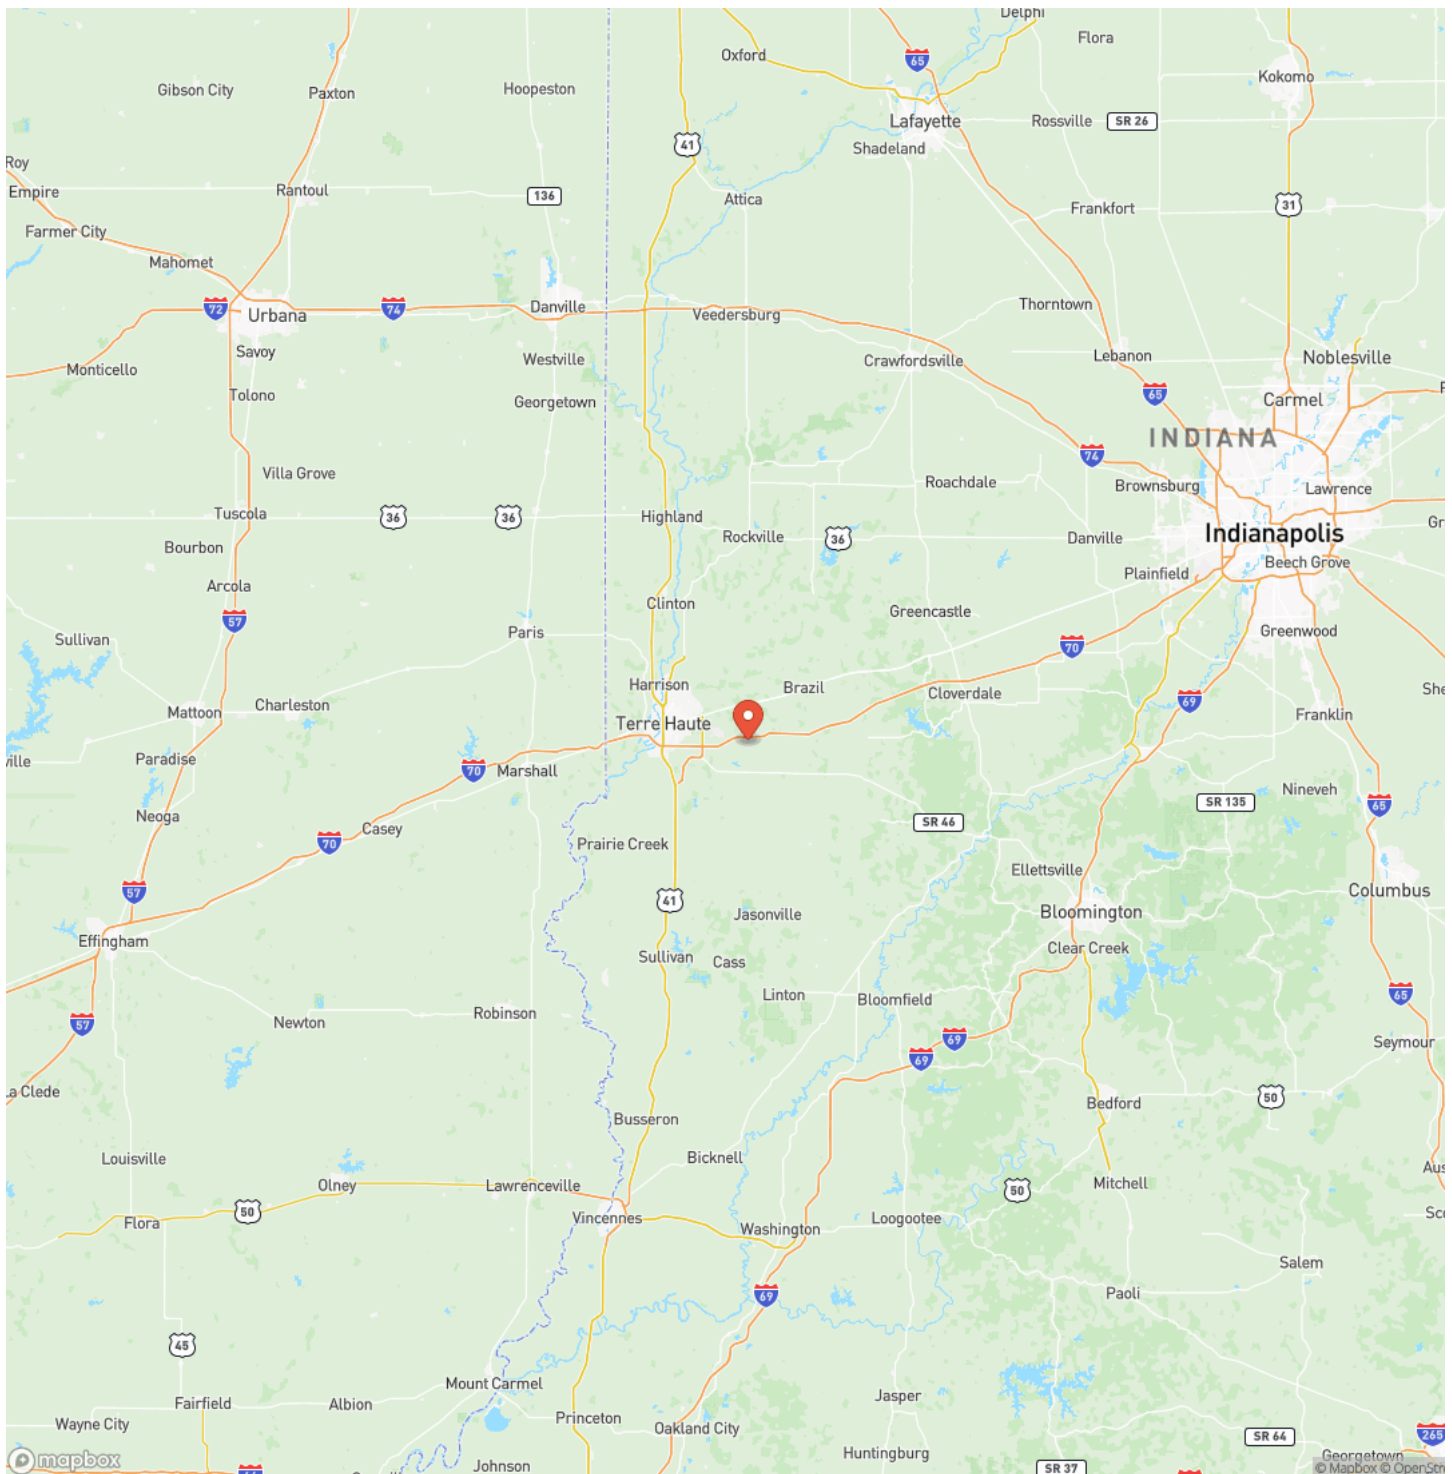 Delphi
Flora
Oxford
65
Kokomo
Gibson City
Paxton
Hoopeston
Lafayette
Rossville
SR 26
41
Shadeland
Roy
Empire
Rantoul
136
Attica
Frankfort
31
Farmer City
Mahomet
72
Urbana
74
Danville
Veedersburg
Thorntown
Savoy
Westville
Crawfordsville
Lebanon
Noblesville
Monticello
Tolono
Georgetown
65
Carmel
INDIANA
74
Villa Grove
Roachdale
Brownsburg
Lawrence
Tuscola
36
36
Highland
Rockville
36
Danville
Indianapolis
Gr
Bourbon
Beech Grove
Plainfield
Arcola
Clinton
Greencastle
57
Sullivan
Paris
Greenwood
70
Harrison
Brazil
Cloverdale
69
She
Mattoon
Charleston
Terre Haute
Franklin
ville
Paradise
70
Marshall
Nineveh
Neoga
Casey
70
SR 46
SR 135
65
Prairie Creek
Ellettsville
57
41
Jasonville
Bloomington
Columbus
Effingham
Clear Creek
Sullivan
Cass
Linton
Bloomfield
65
57
Newton
Robinson
69
69
Seymour
La Clede
Busseron
Bedford
50
Louisville
Bicknell
Aus
Olney
Lawrenceville
50
Mitchell
Flora
50
Vincennes
Washington
Loogootee
Sco
Salem
69
Paoli
45
Mount Carmel
Jasper
Fairfield
Albion
Wayne City
Princeton
Oakland City
SR 64
265
Huntingburg
Georgetown
mapbox
Johnson
SR 37
© Mapbox © OpenStre